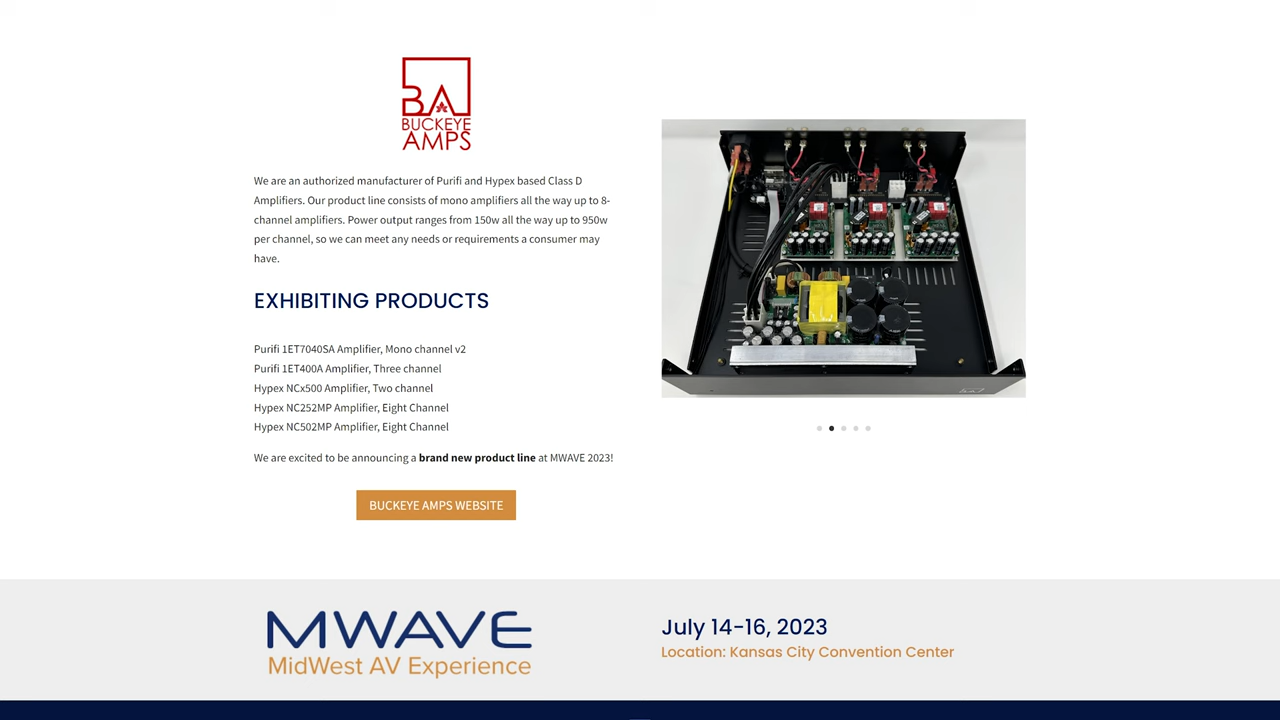 BA
BUCKEYE
AMPS
We are an authorized manufacturer of Purifi and Hypex based Class D
Amplifiers. Our product line consists of mono amplifiers all the way up to 8-
channel amplifiers. Power output ranges from 150w all the way up to 950w
per channel, so we can meet any needs or requirements a consumer may
have.
EXHIBITING PRODUCTS
Purifi 1ET7040SA Amplifier, Mono channel v2
Purifi 1ET400A Amplifier, Three channel
Hypex NCx500 Amplifier, Two channel
Hypex NC252MP Amplifier, Eight Channel
Hypex NC502MP Amplifier, Eight Channel
We are excited to be announcing a brand new product line at MWAVE 2023!
BUCKEYE AMPS WEBSITE
MWAVE
MidWest AV Experience
July 14-16, 2023
Location: Kansas City Convention Center